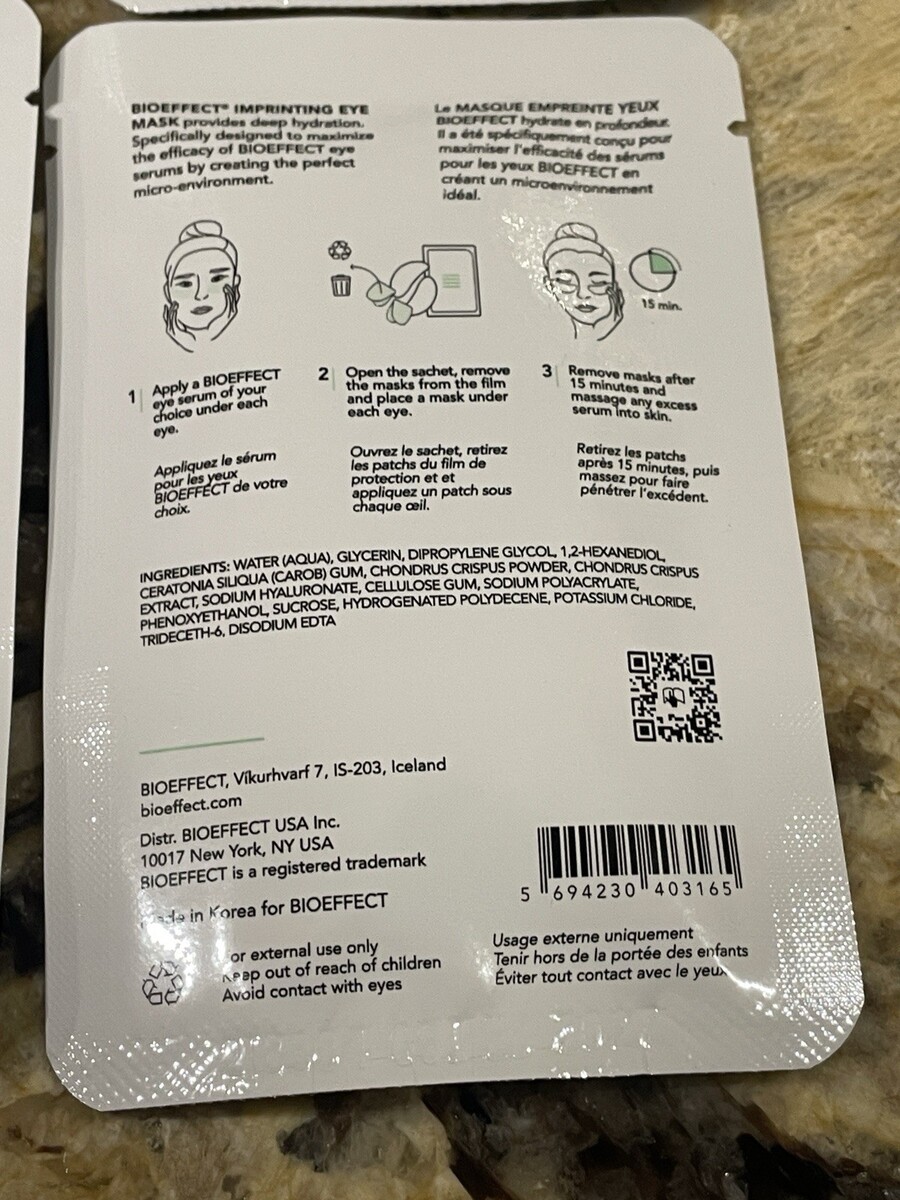 BIOEFFECT® IMPRINTING EYE
MASK provides deep hydration.
Specifically designed to maximize
the efficacy of BIOEFFECT eye
serums by creating the perfect
micro-environment.
Le MASQUE EMPREINTE YEUX
BIOEFFECT hydrate en profondeur.
Il a été spécifiquement conçu pour
maximiser l'efficacité des sérums
pour les yeux BIOEFFECT en
créant un microenvironnement
idéal.
15 min.
1 Apply a BIOEFFECT
eye serum of your
choice under each
eye.
Appliquez le sérum
pour les yeux
BIOEFFECT de votre
choix.
2 Open the sachet, remove
the masks from the film
and place a mask under
each eye.
Ouvrez le sachet, retirez
les patchs du film de
protection et et
appliquez un patch sous
chaque œil.
3 Remove masks after
15 minutes and
massage any excess
serum into skin.
Retirez les patchs
après 15 minutes, puis
massez pour faire
pénétrer l'excédent.
INGREDIENTS: WATER (AQUA), GLYCERIN, DIPROPYLENE GLYCOL, 1,2-HEXANEDIOL,
CERATONIA SILIQUA (CAROB) GUM, CHONDRUS CRISPUS POWDER, CHONDRUS CRISPUS
EXTRACT, SODIUM HYALURONATE, CELLULOSE GUM, SODIUM POLYACRYLATE,
PHENOXYETHANOL, SUCROSE, HYDROGENATED POLYDECENE, POTASSIUM CHLORIDE,
TRIDECETH-6, DISODIUM EDTA
BIOEFFECT, Víkurhvarf 7, IS-203, Iceland
bioeffect.com
Distr. BIOEFFECT USA Inc.
10017 New York, NY USA
BIOEFFECT is a registered trademark
Made in Korea for BIOEFFECT
or external use only
Keep out of reach of children
Avoid contact with eyes
5 694230 403165
Usage externe uniquement
Tenir hors de la portée des enfants
Éviter tout contact avec le yeux